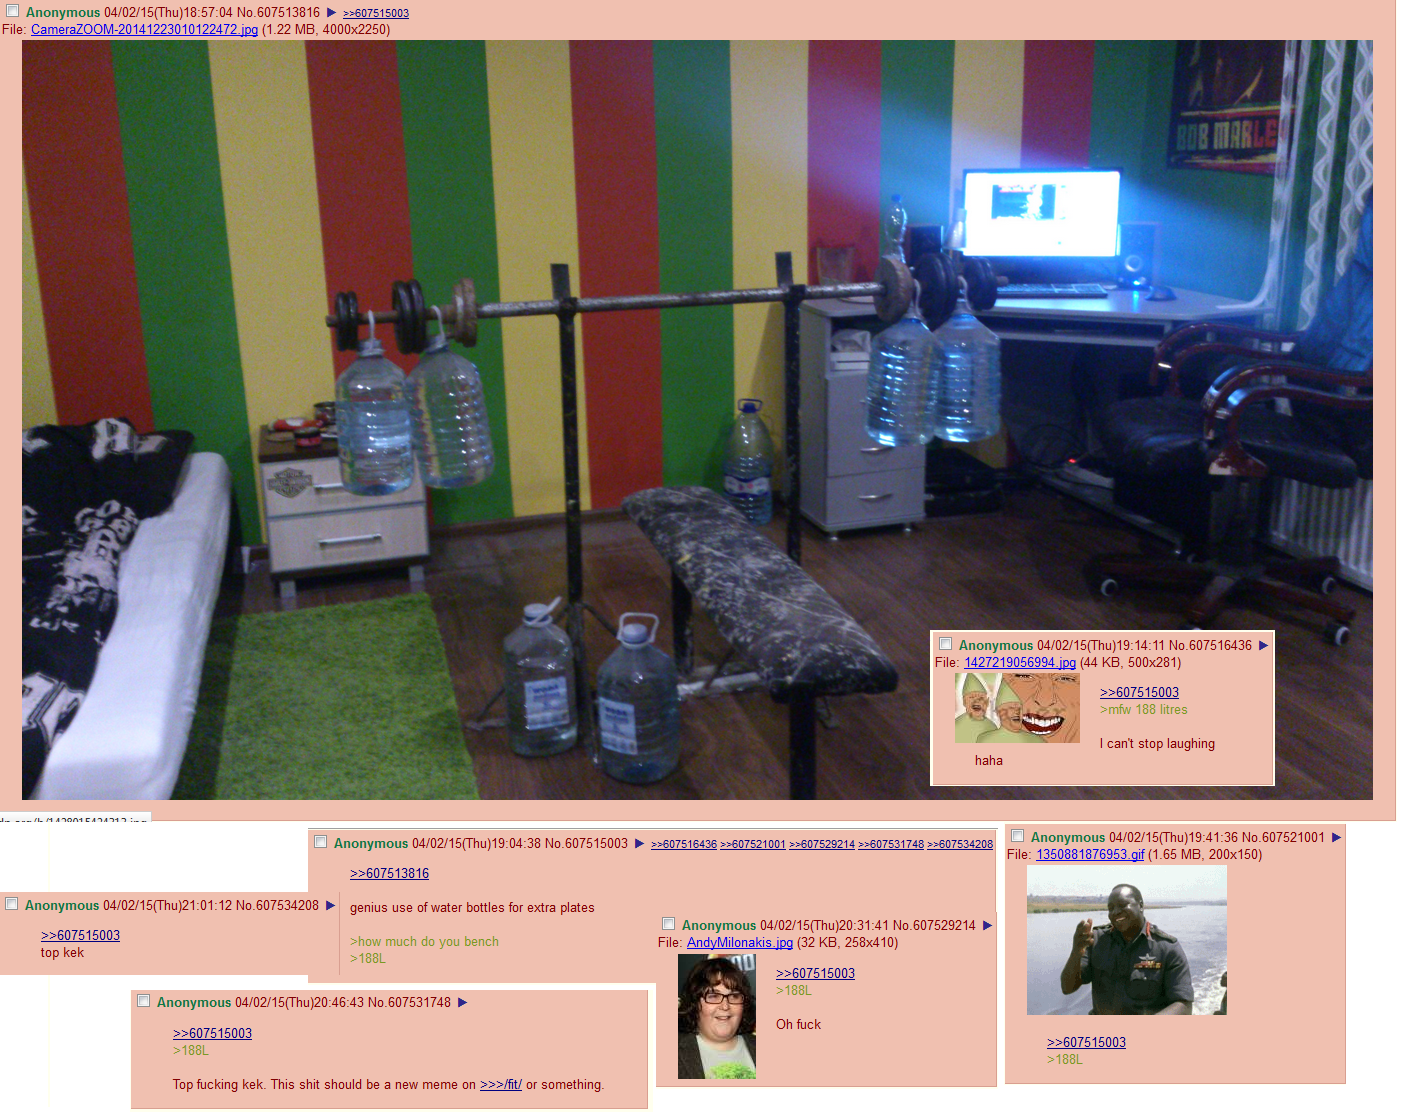 Anonymous 04/02/15(Thu)18:57:04 No.607513816 ▶ >>607515003
File: CameraZOOM-20141223010122472.jpg (1.22 MB, 4000x2250)
BOB MARLE
Anonymous 04/02/15(Thu)19:14:11 No.607516436 ▶
File: 1427219056994.jpg (44 KB, 500x281)
>>607515003
>mfw 188 litres
I can't stop laughing
haha
Anonymous 04/02/15(Thu)19:04:38 No.607515003 ▶ >>607516436 >>607521001 >>607529214 >>607531748 >>607534208
>>607513816
genius use of water bottles for extra plates
>how much do you bench
>188L
Anonymous 04/02/15(Thu)19:41:36 No.607521001 ▶
File: 1350881876953.gif (1.65 MB, 200x150)
>>607515003
>188L
Anonymous 04/02/15(Thu)21:01:12 No.607534208 ▶
>>607515003
top kek
Anonymous 04/02/15(Thu)20:31:41 No.607529214 ▶
File: AndyMilonakis.jpg (32 KB, 258x410)
>>607515003
>188L
Oh fuck
Anonymous 04/02/15(Thu)20:46:43 No.607531748 ▶
>>607515003
>188L
Top fucking kek. This shit should be a new meme on >>>/fit/ or something.